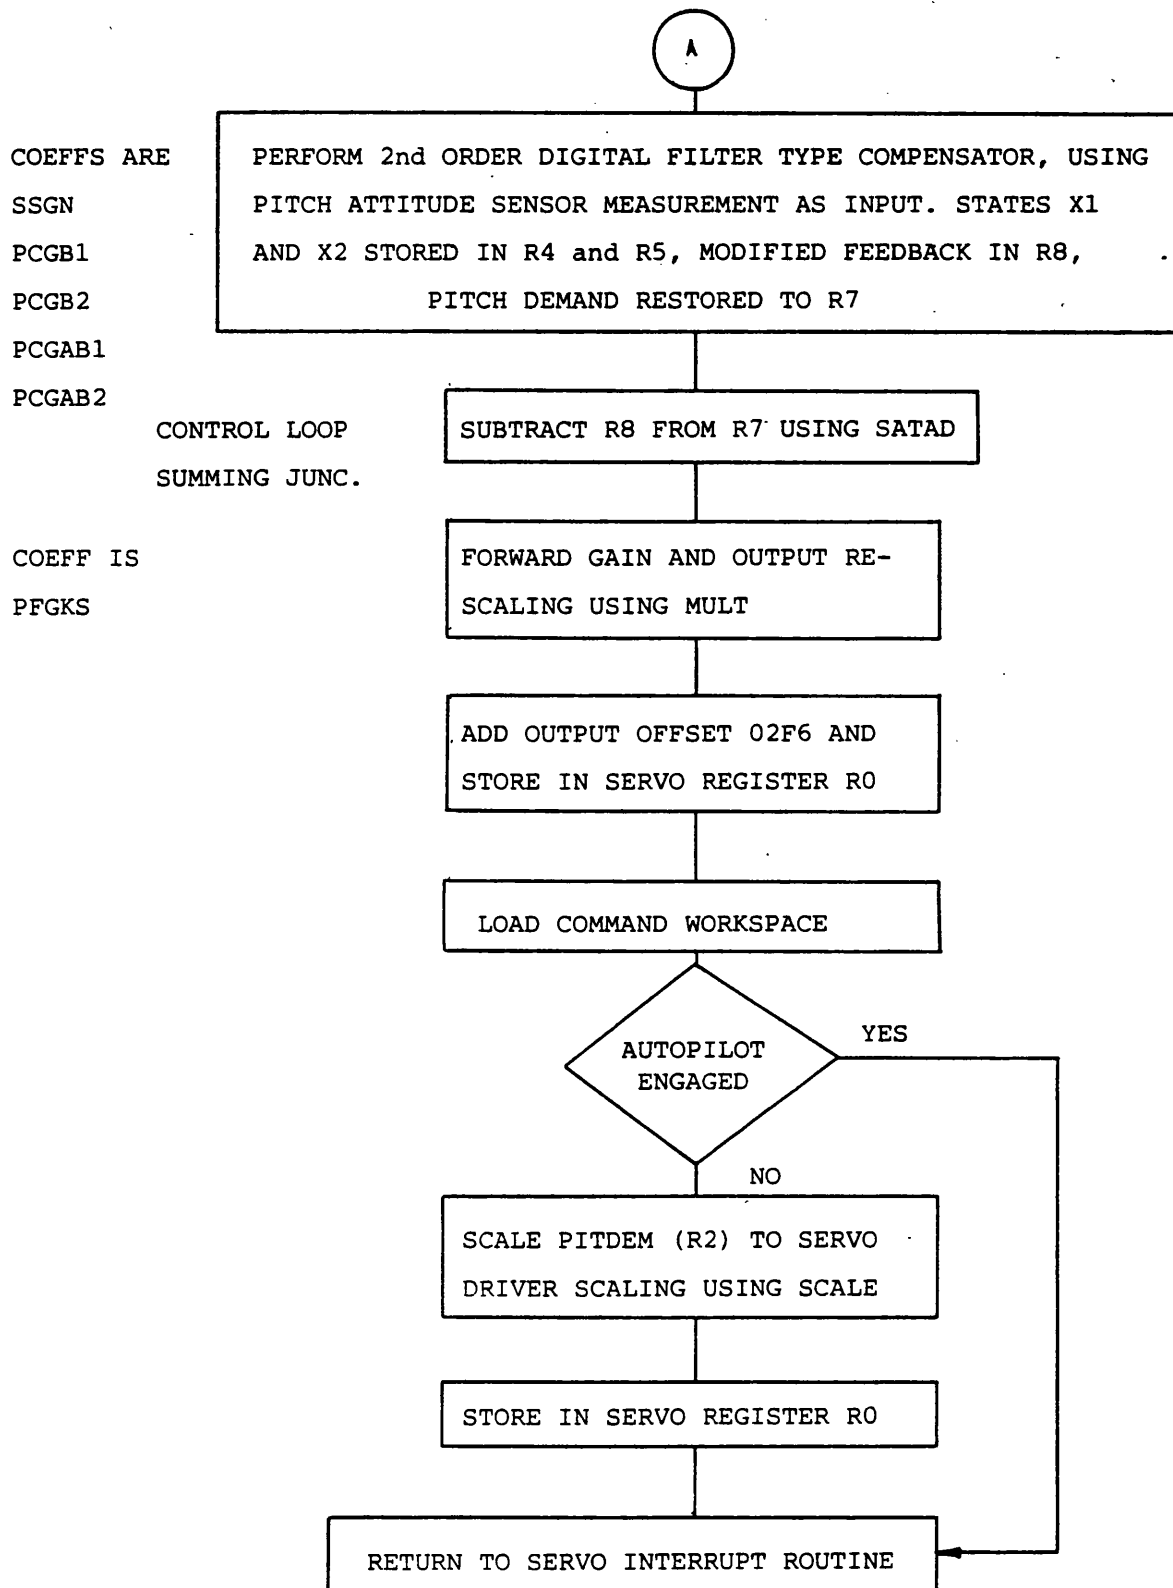 A
COEFFS ARE
SSGN
PCGB1
PCGB2
PCGAB1
PCGAB2
PERFORM 2nd ORDER DIGITAL FILTER TYPE COMPENSATOR, USING
PITCH ATTITUDE SENSOR MEASUREMENT AS INPUT. STATES X1
AND X2 STORED IN R4 and R5, MODIFIED FEEDBACK IN R8,
PITCH DEMAND RESTORED TO R7
CONTROL LOOP
SUMMING JUNC.
SUBTRACT R8 FROM R7 USING SATAD
COEFF IS
PFGKS
FORWARD GAIN AND OUTPUT RE-
SCALING USING MULT
ADD OUTPUT OFFSET 02F6 AND
STORE IN SERVO REGISTER R0
LOAD COMMAND WORKSPACE
AUTOPILOT
ENGAGED
YES
NO
SCALE PITDEM (R2) TO SERVO
DRIVER SCALING USING SCALE
STORE IN SERVO REGISTER R0
RETURN TO SERVO INTERRUPT ROUTINE